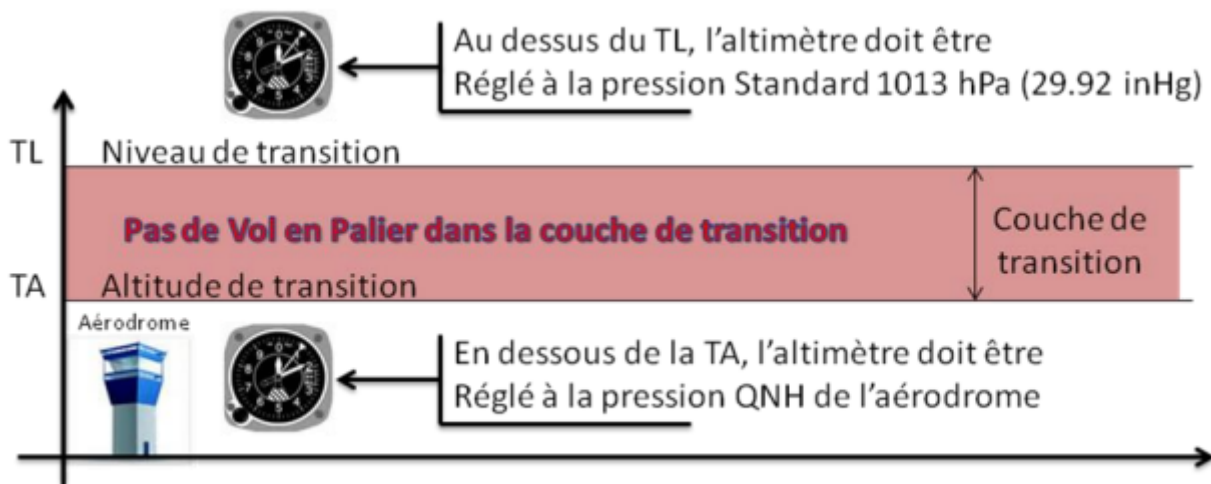 Au dessus du TL, l'altimètre doit être
Réglé à la pression Standard 1013 hPa (29.92 inHg)
TL
Niveau de transition
Pas de Vol en Palier dans la couche de transition
Couche de
transition
TA
Altitude de transition
Aérodrome
En dessous de la TA, l'altimètre doit être
Réglé à la pression QNH de l'aérodrome